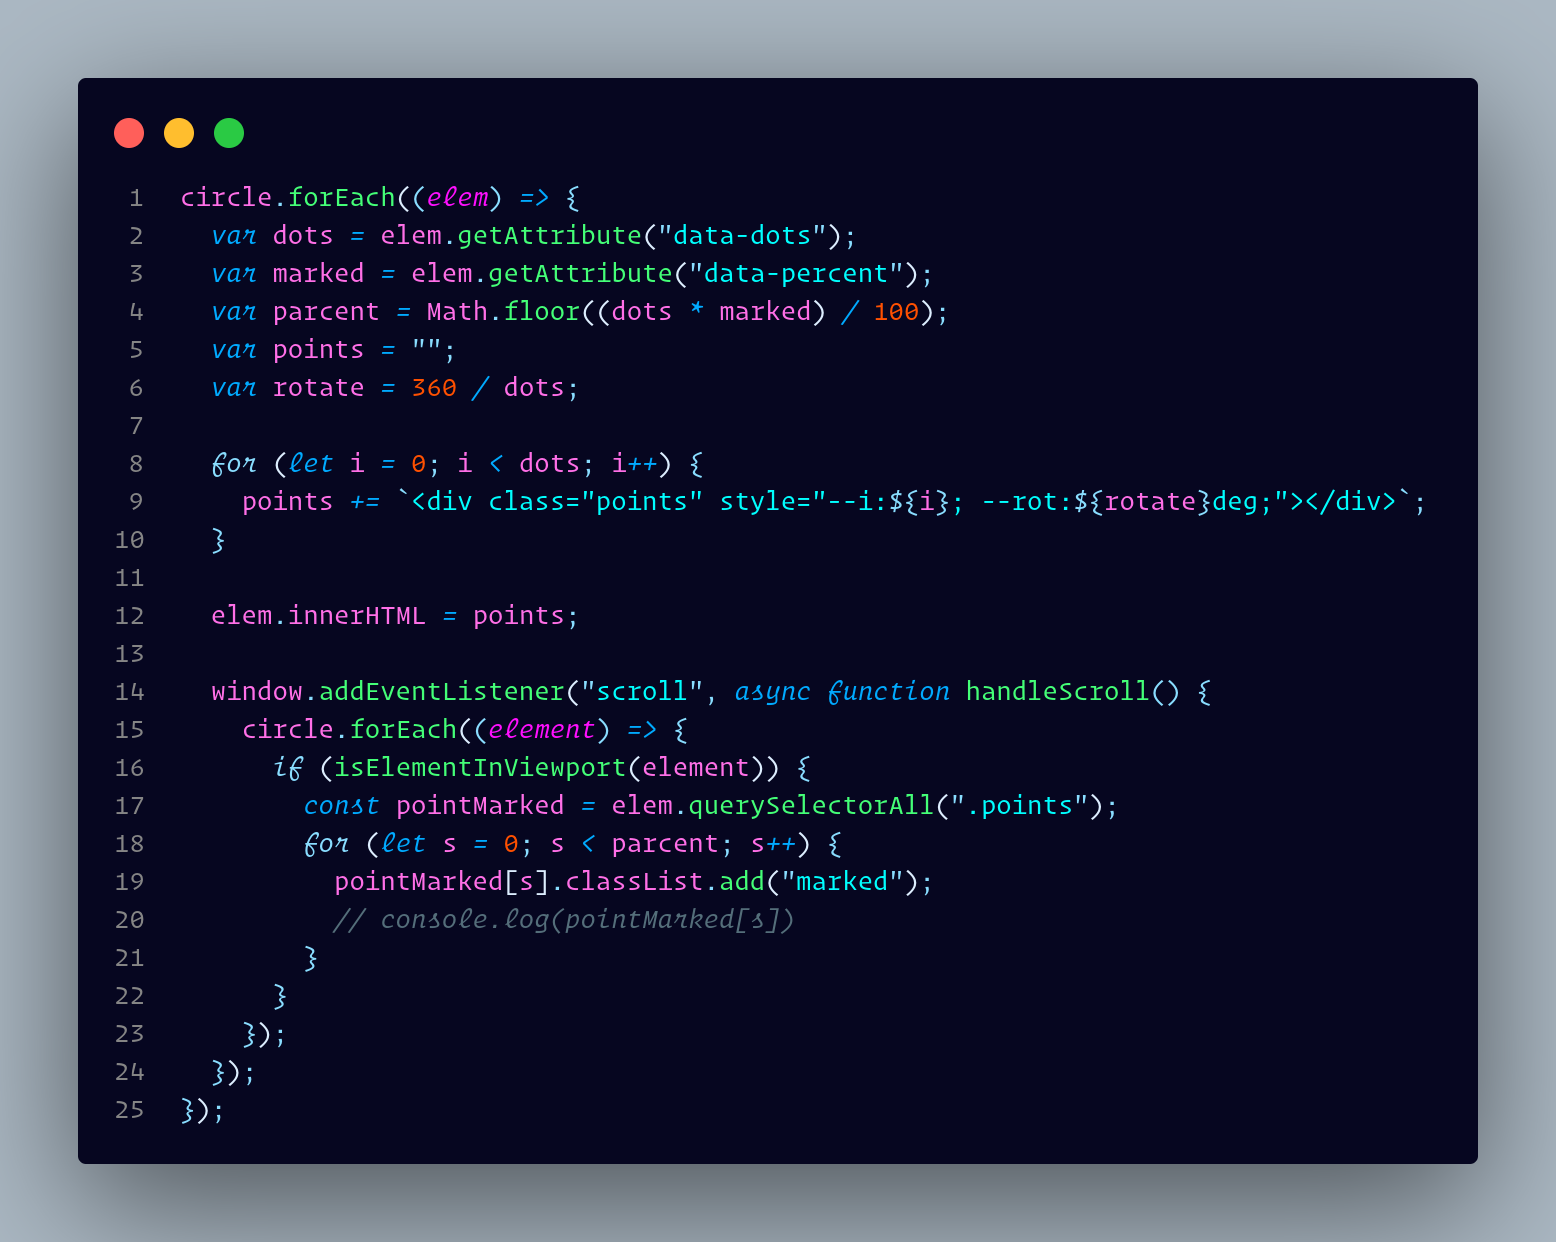 1 circle.forEach((elem) => {
2 var dots = elem.getAttribute("data-dots");
3 var marked = elem.getAttribute("data-percent");
4 var parcent = Math.floor((dots * marked) / 100);
5 var points = "";
6 var rotate = 360 / dots;
7
8 for (let i = 0; i < dots; i++) {
9 points += `<div class="points" style="--i:${i}; --rot:${rotate}deg;"></div>`;
10 }
11
12 elem.innerHTML = points;
13
14 window.addEventListener("scroll", async function handleScroll() {
15 circle.forEach((element) => {
16 if (isElementInViewport(element)) {
17 const pointMarked = elem.querySelectorAll(".points");
18 for (let s = 0; s < parcent; s++) {
19 pointMarked[s].classList.add("marked");
20 // console.log(pointMarked[s])
21 }
22 }
23 });
24 });
25 });